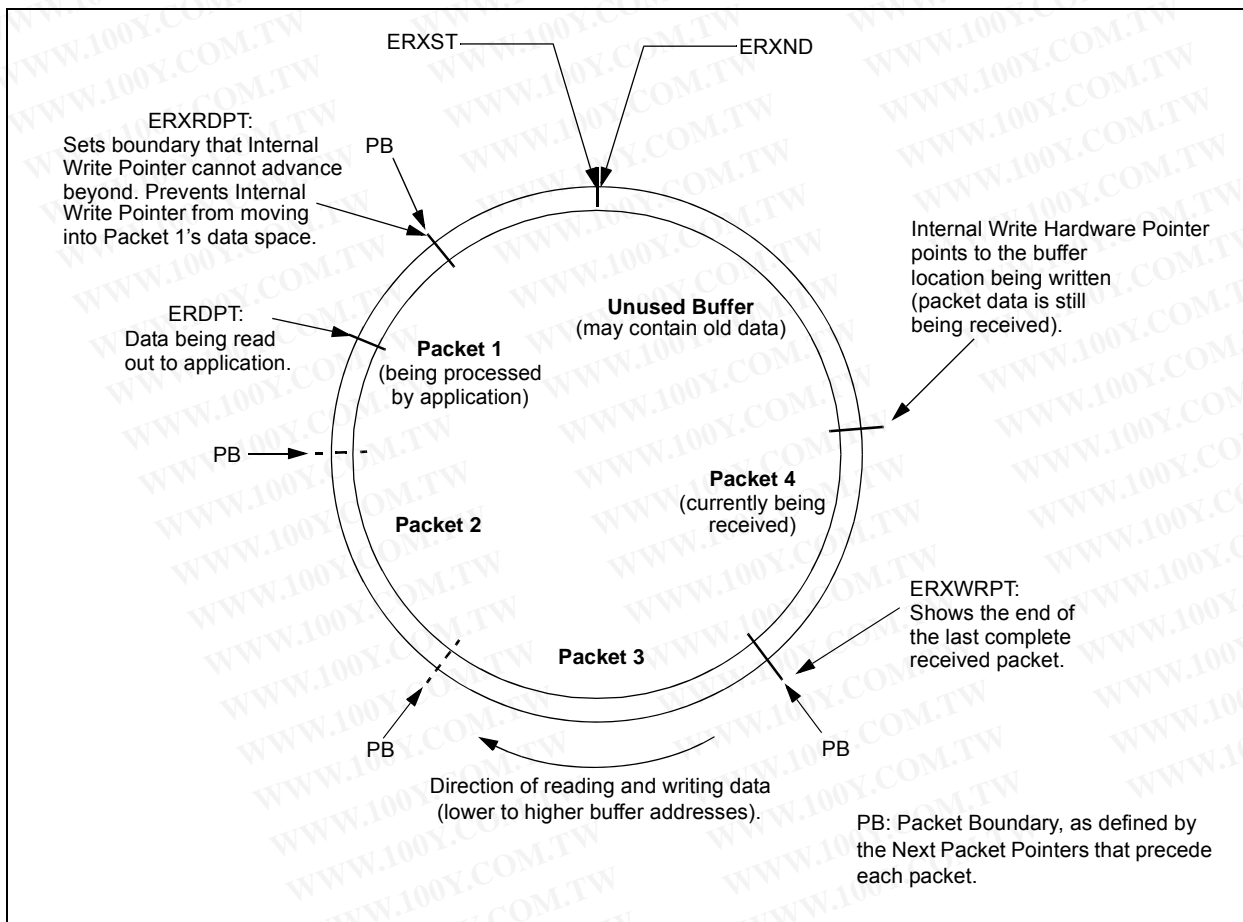 ERXST
ERXND
ERXRDPT:
Sets boundary that Internal
Write Pointer cannot advance
beyond. Prevents Internal
Write Pointer from moving
into Packet 1's data space.
PB
Internal Write Hardware Pointer
points to the buffer
location being written
(packet data is still
being received).
ERDPT:
Data being read
out to application.
Unused Buffer
(may contain old data)
Packet 1
(being processed
by application)
PB
Packet 4
(currently being
received)
Packet 2
ERXWRPT:
Shows the end of
the last complete
received packet.
Packet 3
PB
PB
Direction of reading and writing data
(lower to higher buffer addresses).
PB: Packet Boundary, as defined by
the Next Packet Pointers that precede
each packet.
WWW.100Y.COM.TW